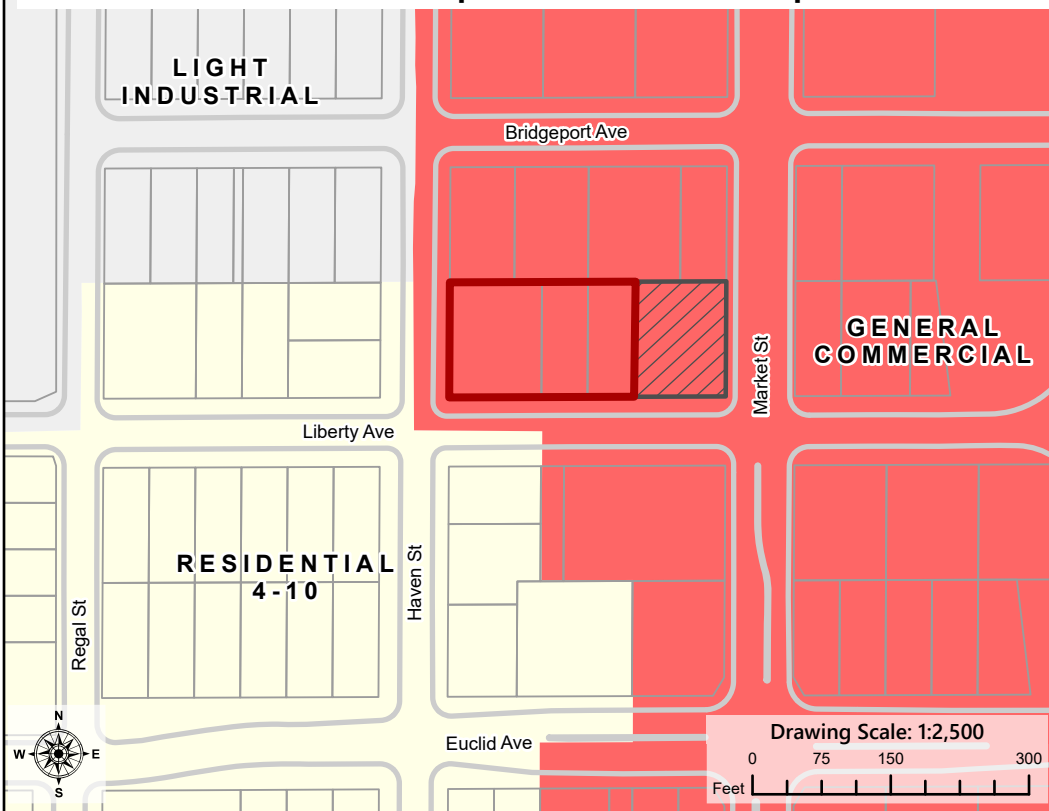 LIGHT
INDUSTRIAL
Bridgeport Ave
Market St
GENERAL
COMMERCIAL
Liberty Ave
Haven St
RESIDENTIAL
4-10
Regal St
Euclid Ave
N
W
E
S
Drawing Scale: 1:2,500
0 75 150 300
Feet